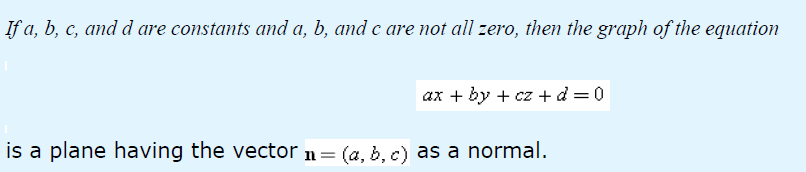 If a, b, c, and d are constants and a, b, and c are not all zero, then the graph of the equation
ax + by + cz + d = 0
is a plane having the vector n = (a, b, c) as a normal.